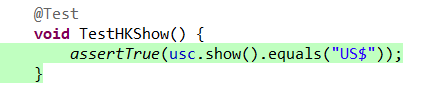 @Test
void TestHKShow() {
assertTrue(usc.show().equals("US$"));
}